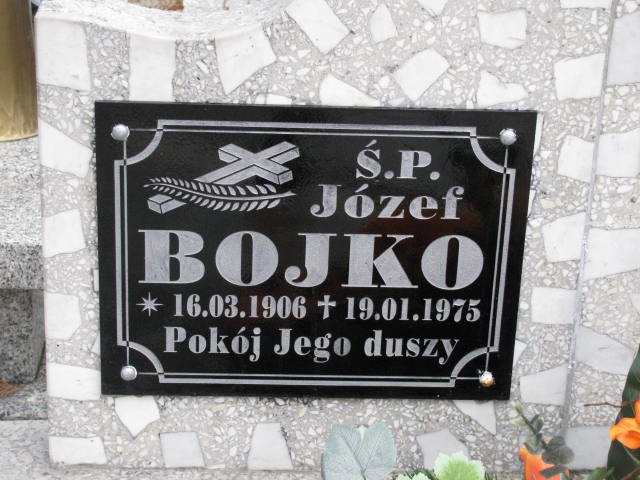 Ś.P.
Józef
BOJKO
* 16.03.1906 † 19.01.1975
Pokój Jego duszy